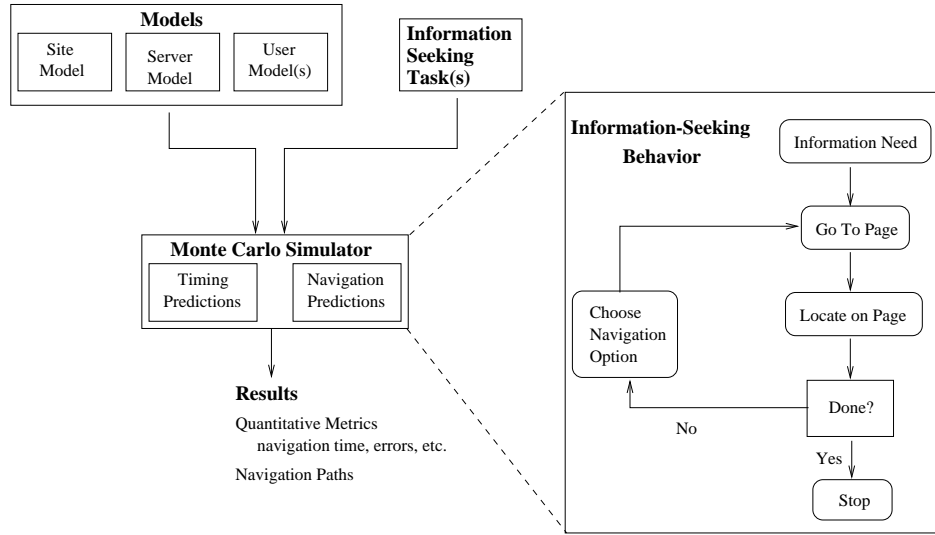 Models
Site
Model
Server
Model
User
Model(s)
Information
Seeking
Task(s)
Monte Carlo Simulator
Timing
Predictions
Navigation
Predictions
Results
Quantitative Metrics
navigation time, errors, etc.
Navigation Paths
Information-Seeking
Behavior
Information Need
Go To Page
Locate on Page
Choose
Navigation
Option
Done?
No
Yes
Stop